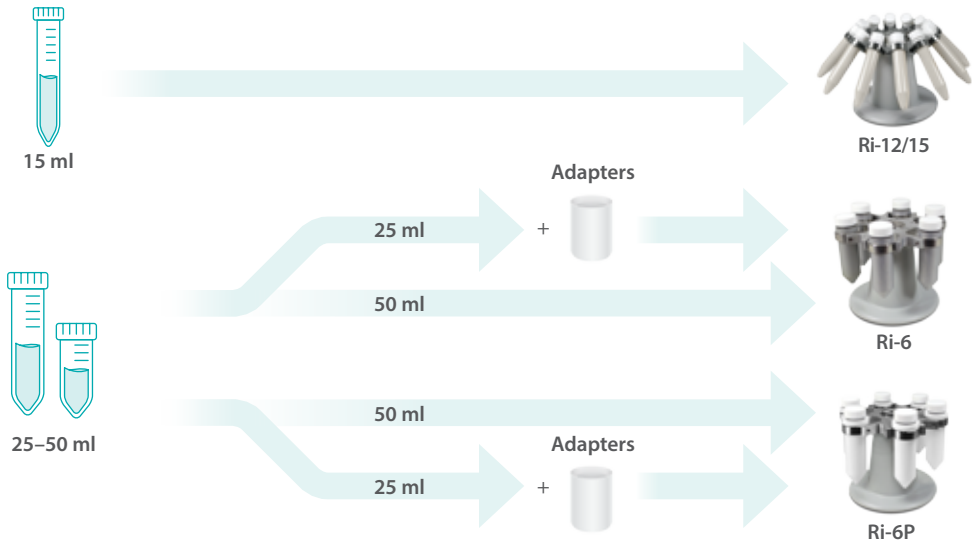 15 ml
Ri-12/15
Adapters
25 ml
+
50 ml
Ri-6
25–50 ml
50 ml
Adapters
25 ml
+
Ri-6P